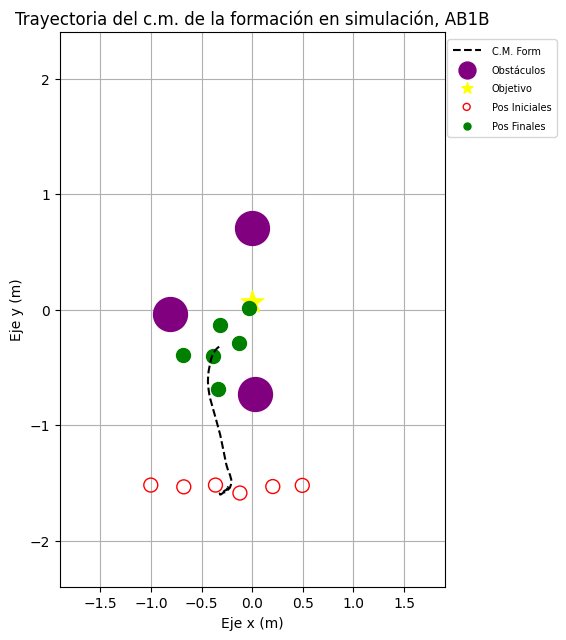 Trayectoria del c.m. de la formación en simulación, AB1B
C.M. Form
Obstáculos
Objetivo
Pos Iniciales
Pos Finales
Eje y (m)
2
1
0
−1
−2
−1.5
−1.0
−0.5
0.0
0.5
1.0
1.5
Eje x (m)